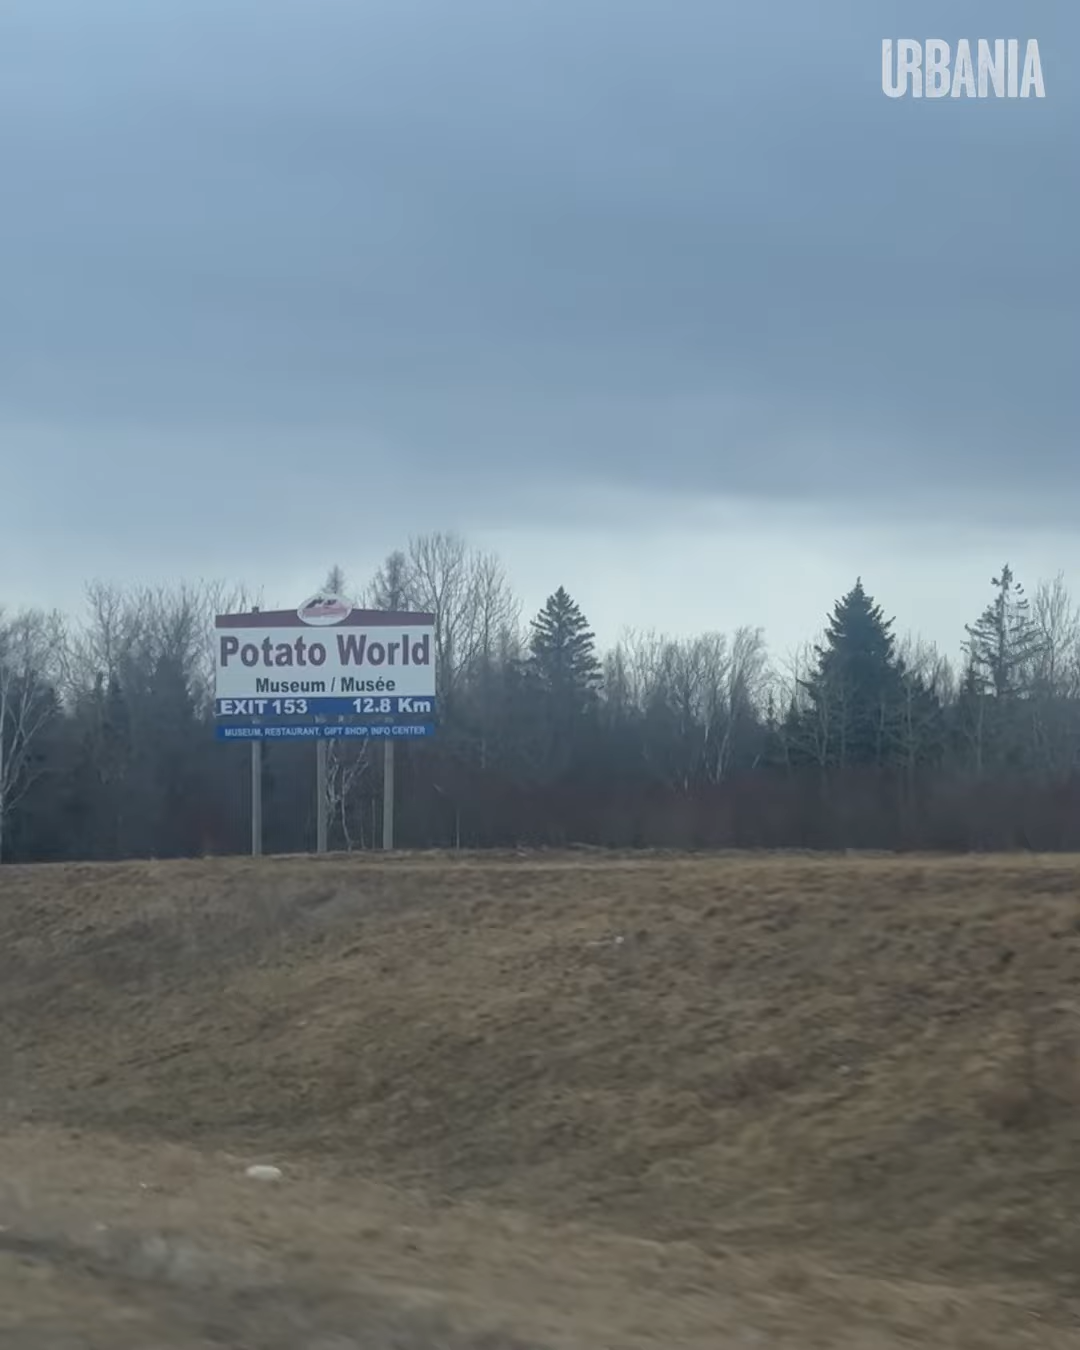 URBANIA
Potato World
Museum / Musée
EXIT 153 12.8 Km
MUSEUM, RESTAURANT, GIFT SHOP, INFO CENTER